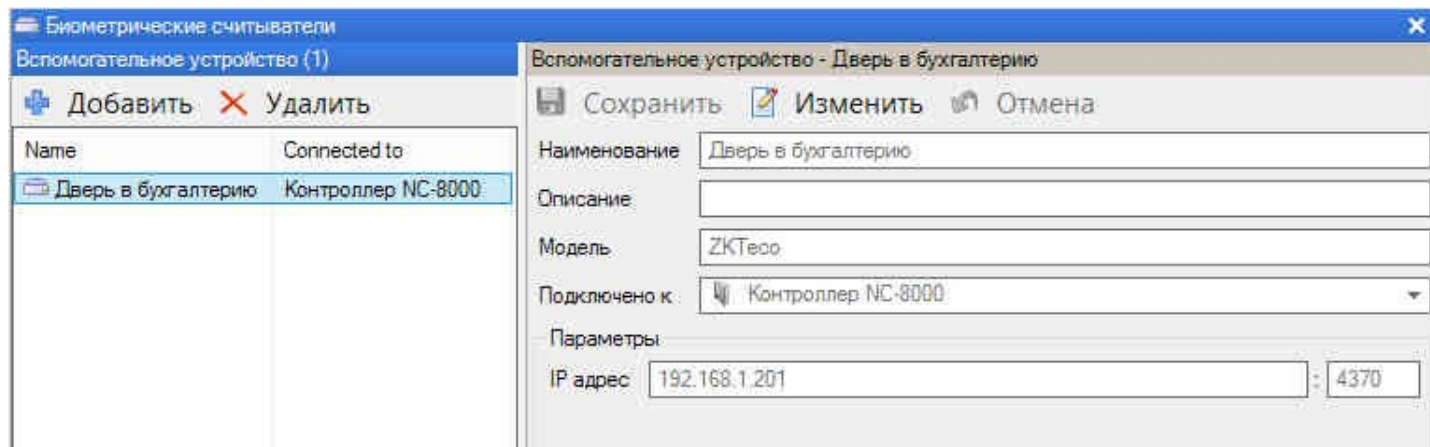 Биометрические считыватели
Вспомогательное устройство (1)
Добавить Удалить
Name Connected to
Дверь в бухгалтерию Контроллер NC-8000
Вспомогательное устройство - Дверь в бухгалтерию
Сохранить Изменить Отмена
Наименование Дверь в бухгалтерию
Описание
Модель ZKTeco
Подключено к Контроллер NC-8000
Параметры
IP адрес 192.168.1.201 : 4370